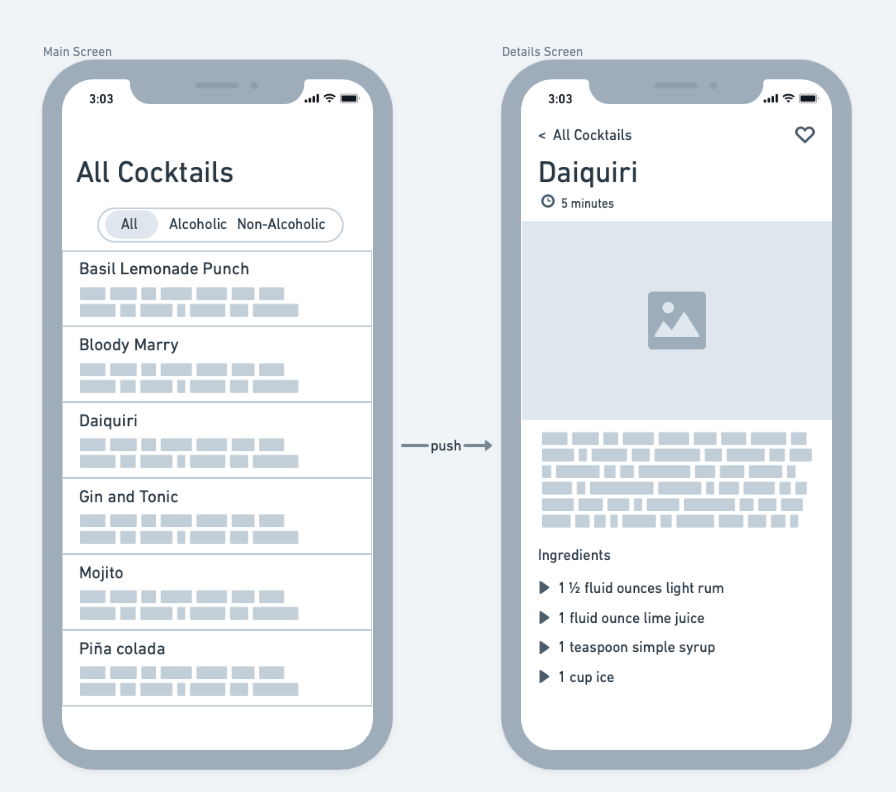 Main Screen
3:03
All Cocktails
All Alcoholic Non-Alcoholic
Basil Lemonade Punch
Bloody Marry
Daiquiri
Gin and Tonic
Mojito
Piña colada
push
Details Screen
3:03
< All Cocktails
Daiquiri
5 minutes
Ingredients
1 ½ fluid ounces light rum
1 fluid ounce lime juice
1 teaspoon simple syrup
1 cup ice